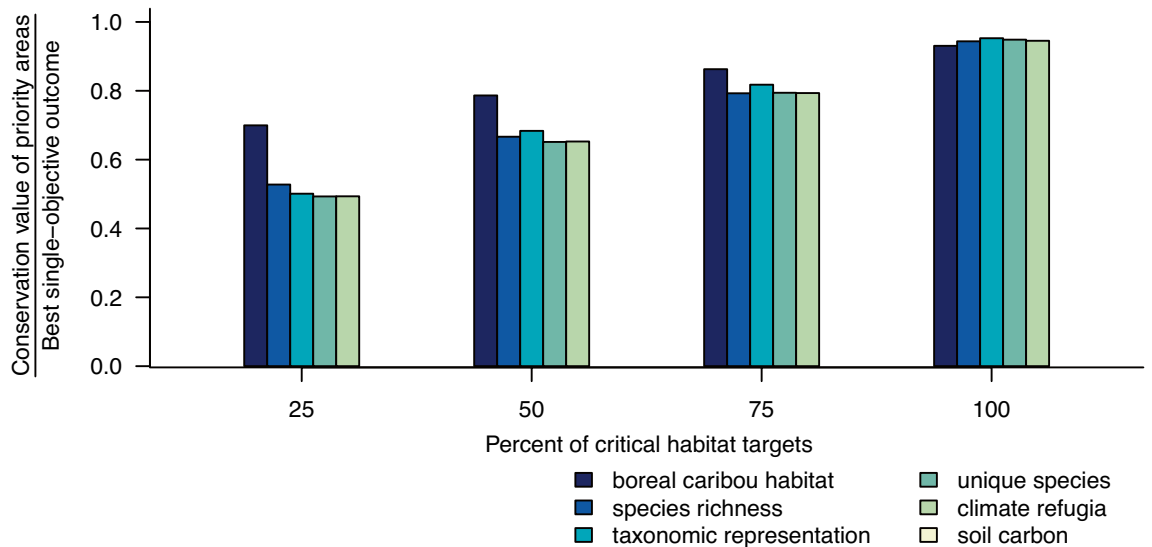 Conservation value of priority areas
Best single−objective outcome
1.0
0.8
0.6
0.4
0.2
0.0
25 50 75 100
Percent of critical habitat targets
boreal caribou habitat unique species
species richness climate refugia
taxonomic representation soil carbon